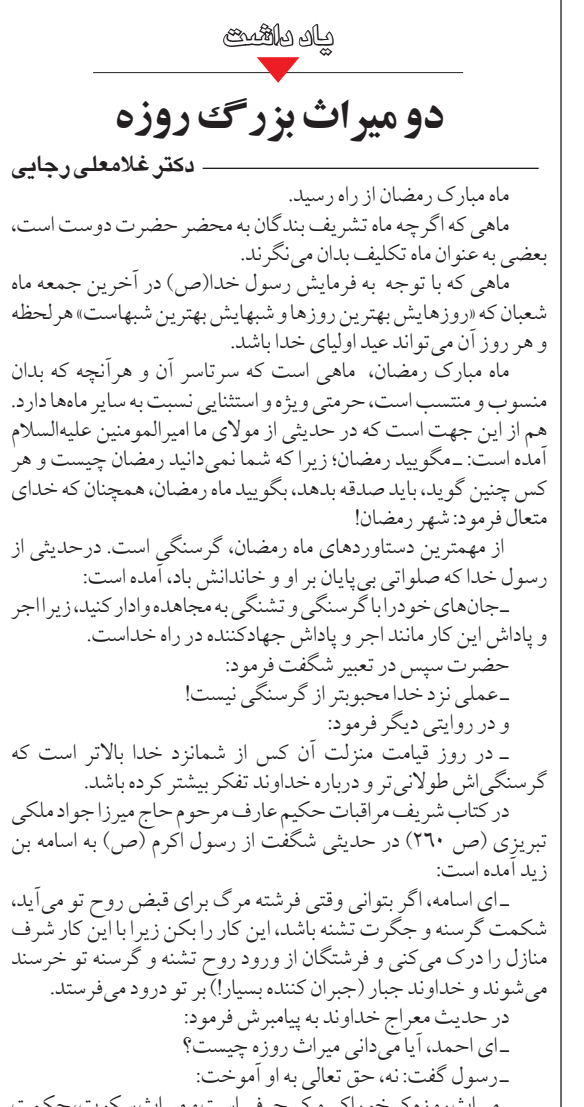 یاد داشت
دو میراث بزرگ روزه
دکتر غلامعلی رجایی
ماه مبارک رمضان از راه رسید.
ماهی که اگرچه ماه تشریف بندگان به محضر حضرت دوست است،
بعضی به عنوان ماه تکلیف بدان می‌نگرند.
ماهی که با توجه به فرمایش رسول خدا(ص) در آخرین جمعه ماه
شعبان که «روزهایش بهترین روزها و شبهایش بهترین شبهاست» هرلحظه
و هر روز آن می‌تواند عید اولیای خدا باشد.
ماه مبارک رمضان، ماهی است که سرتاسر آن و هرآنچه که بدان
منسوب و منتسب است، حرمتی ویژه و استثنایی نسبت به سایر ماه‌ها دارد.
هم از این جهت است که در حدیثی از مولای ما امیرالمومنین علیه‌السلام
آمده است: ـ مگویید رمضان؛ زیرا که شما نمی‌دانید رمضان چیست و هر
کس چنین گوید، باید صدقه بدهد، بگویید ماه رمضان، همچنان که خدای
متعال فرمود: شهر رمضان!
از مهمترین دستاوردهای ماه رمضان، گرسنگی است. درحدیثی از
رسول خدا که صلواتی بی‌پایان بر او و خاندانش باد، آمده است:
ـ جان‌های خودرا با گرسنگی و تشنگی به مجاهده وادار کنید، زیرا اجر
و پاداش این کار مانند اجر و پاداش جهادکننده در راه خداست.
حضرت سپس در تعبیر شگفت فرمود:
ـ عملی نزد خدا محبوبتر از گرسنگی نیست!
و در روایتی دیگر فرمود:
ـ در روز قیامت منزلت آن کس از شمانزد خدا بالاتر است که
گرسنگی‌اش طولانی‌تر و درباره خداوند تفکر بیشتر کرده باشد.
در کتاب شریف مراقبات حکیم عارف مرحوم حاج میرزا جواد ملکی
تبریزی (ص ۲۶۰) در حدیثی شگفت از رسول اکرم (ص) به اسامه بن
زید آمده است:
ـ ای اسامه، اگر بتوانی وقتی فرشته مرگ برای قبض روح تو می‌آید،
شکمت گرسنه و جگرت تشنه باشد، این کار را بکن زیرا با این کار شرف
منازل را درک می‌کنی و فرشتگان از ورود روح تشنه و گرسنه تو خرسند
می‌شوند و خداوند جبار (جبران کننده بسیار!) بر تو درود می‌فرستد.
در حدیث معراج خداوند به پیامبرش فرمود:
ـ ای احمد، آیا می‌دانی میراث روزه چیست؟
ـ رسول گفت: نه، حق تعالی به او آموخت: